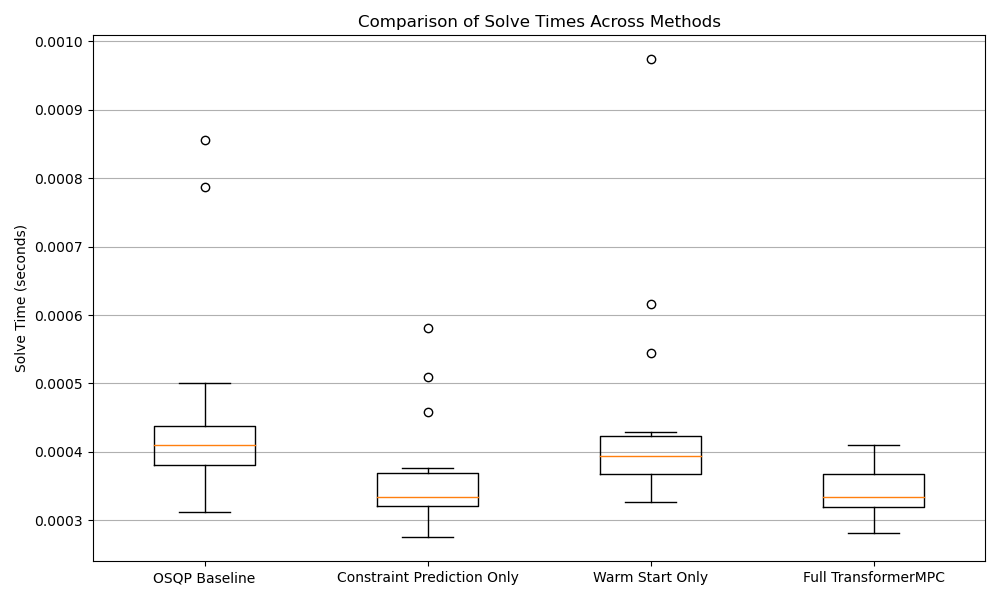 Comparison of Solve Times Across Methods
Solve Time (seconds)
0.0010
0.0009
0.0008
0.0007
0.0006
0.0005
0.0004
0.0003
OSQP Baseline
Constraint Prediction Only
Warm Start Only
Full TransformerMPC